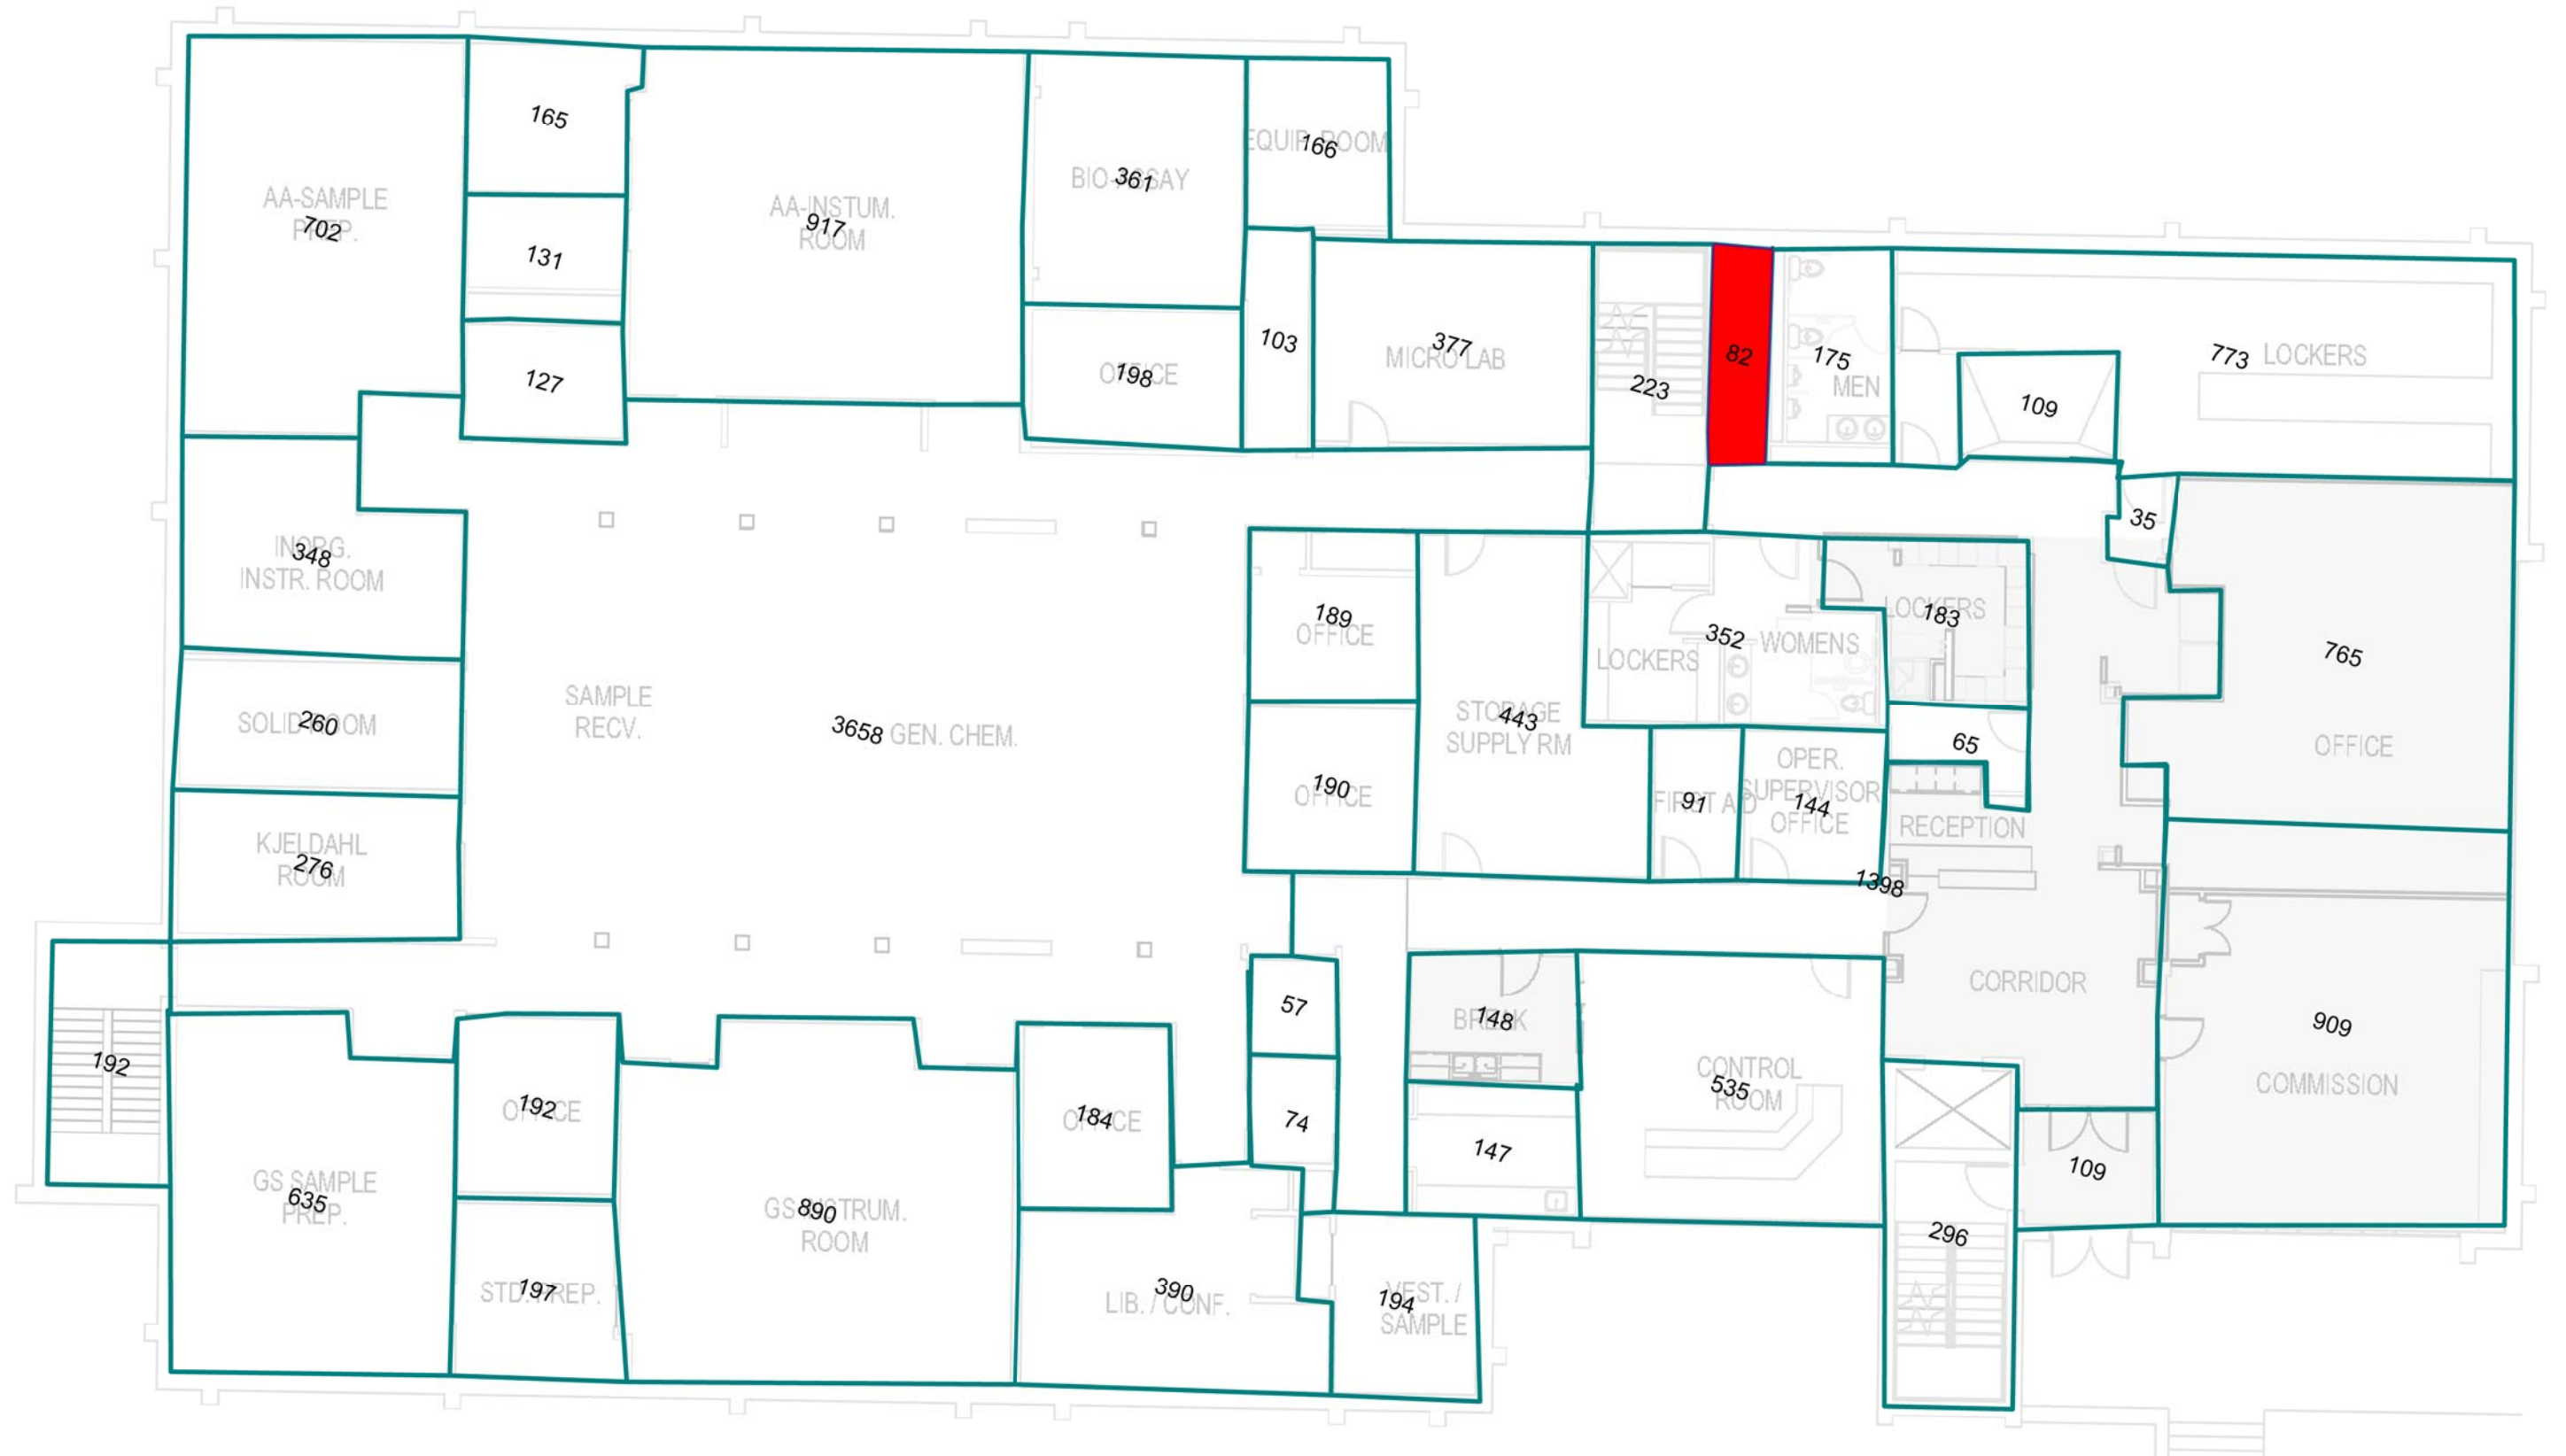 165
EQUIP. ROOM
166
BIO-ASSAY
361
AA-SAMPLE
PREP.
702
AA-INSTUM.
ROOM
917
131
127
OFFICE
198
103
MICRO LAB
377
223
82
175
MEN
773
LOCKERS
109
35
INORG.
INSTR. ROOM
348
OFFICE
189
LOCKERS
352
WOMENS
LOCKERS
183
765
OFFICE
SOLID ROOM
260
SAMPLE
RECV.
3658
GEN. CHEM.
STORAGE
SUPPLY RM
443
65
OFFICE
190
FIRST AID
91
OPER.
SUPERVISOR
OFFICE
144
RECEPTION
KJELDAHL
ROOM
276
1398
CORRIDOR
57
BREAK
148
909
COMMISSION
192
OFFICE
192
OFFICE
184
74
147
CONTROL
ROOM
535
109
GS SAMPLE
PREP.
635
GS INSTRUM.
ROOM
890
296
STD. PREP.
197
LIB. / CONF.
390
VEST. /
SAMPLE
194